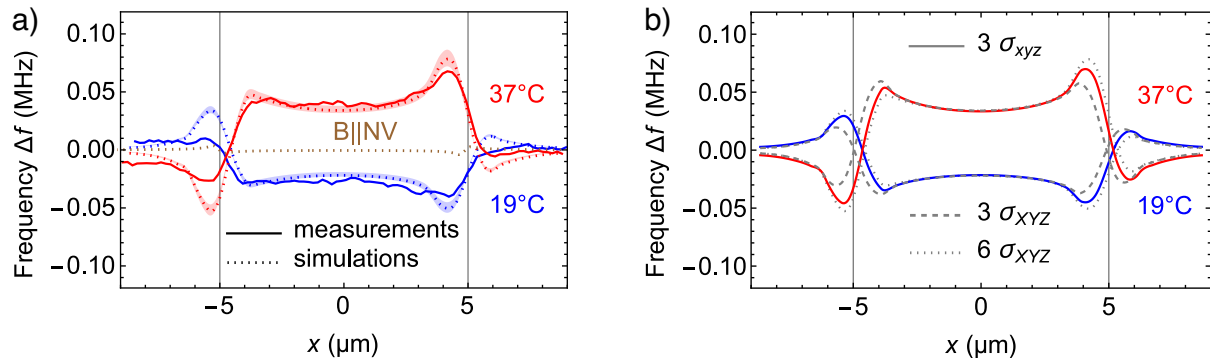 a)
Frequency Δf (MHz)
0.10
0.05
0.00
−0.05
−0.10
37°C
B||NV
19°C
measurements
simulations
−5
0
5
x (μm)
b)
Frequency Δf (MHz)
0.10
0.05
0.00
−0.05
−0.10
3 σxyz
37°C
3 σXYZ
19°C
6 σXYZ
−5
0
5
x (μm)